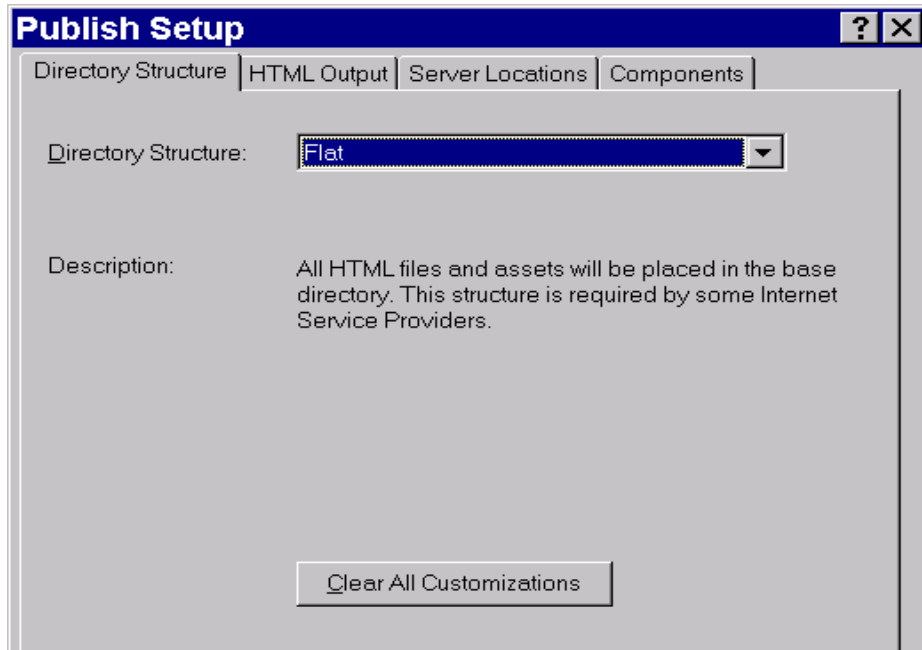 Publish Setup
Directory Structure HTML Output Server Locations Components
Directory Structure: Flat
Description: All HTML files and assets will be placed in the base
directory. This structure is required by some Internet
Service Providers.
Clear All Customizations